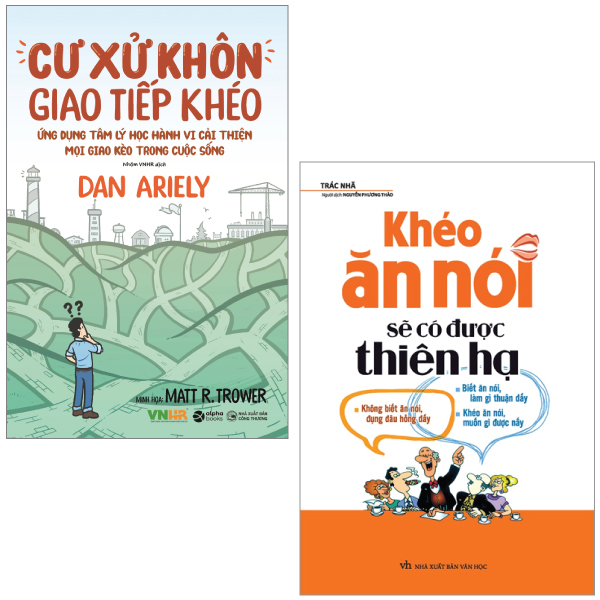 CƯ XỬ KHÔN
GIAO TIẾP KHÉO
ỨNG DỤNG TÂM LÝ HỌC HÀNH VI CẢI THIỆN
MỌI GIAO KÈO TRONG CUỘC SỐNG
Nhóm VNHR dịch
DAN ARIELY
??
MINH HỌA: MATT R. TROWER
VNHR
alpha books
NHÀ XUẤT BẢN
CÔNG THƯƠNG
TRÁC NHÃ
Người dịch: NGUYỄN PHƯƠNG THẢO
Khéo
ăn nói
sẽ có được
thiên hạ
Không biết ăn nói,
dụng đâu hỏng đấy
Biết ăn nói,
làm gì thuận đấy
Khéo ăn nói,
muốn gì được nấy
vh NHÀ XUẤT BẢN VĂN HỌC